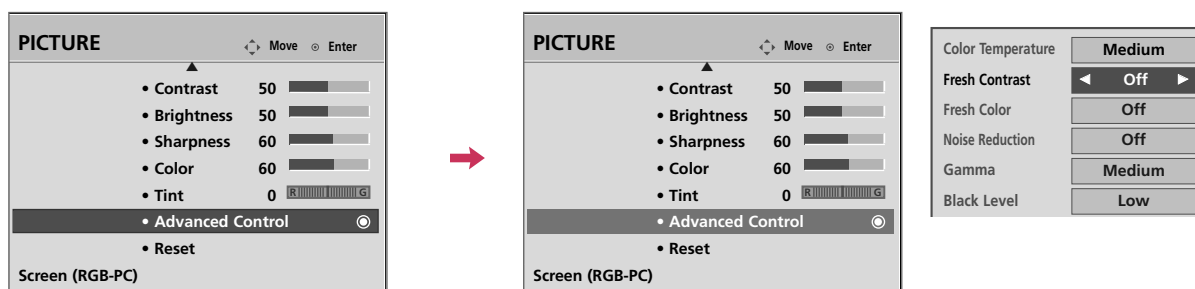 PICTURE
Move Enter
• Contrast 50
• Brightness 50
• Sharpness 60
• Color 60
• Tint 0 R G
• Advanced Control
• Reset
Screen (RGB-PC)
PICTURE
Move Enter
• Contrast 50
• Brightness 50
• Sharpness 60
• Color 60
• Tint 0 R G
• Advanced Control
• Reset
Screen (RGB-PC)
Color Temperature Medium
Fresh Contrast Off
Fresh Color Off
Noise Reduction Off
Gamma Medium
Black Level Low